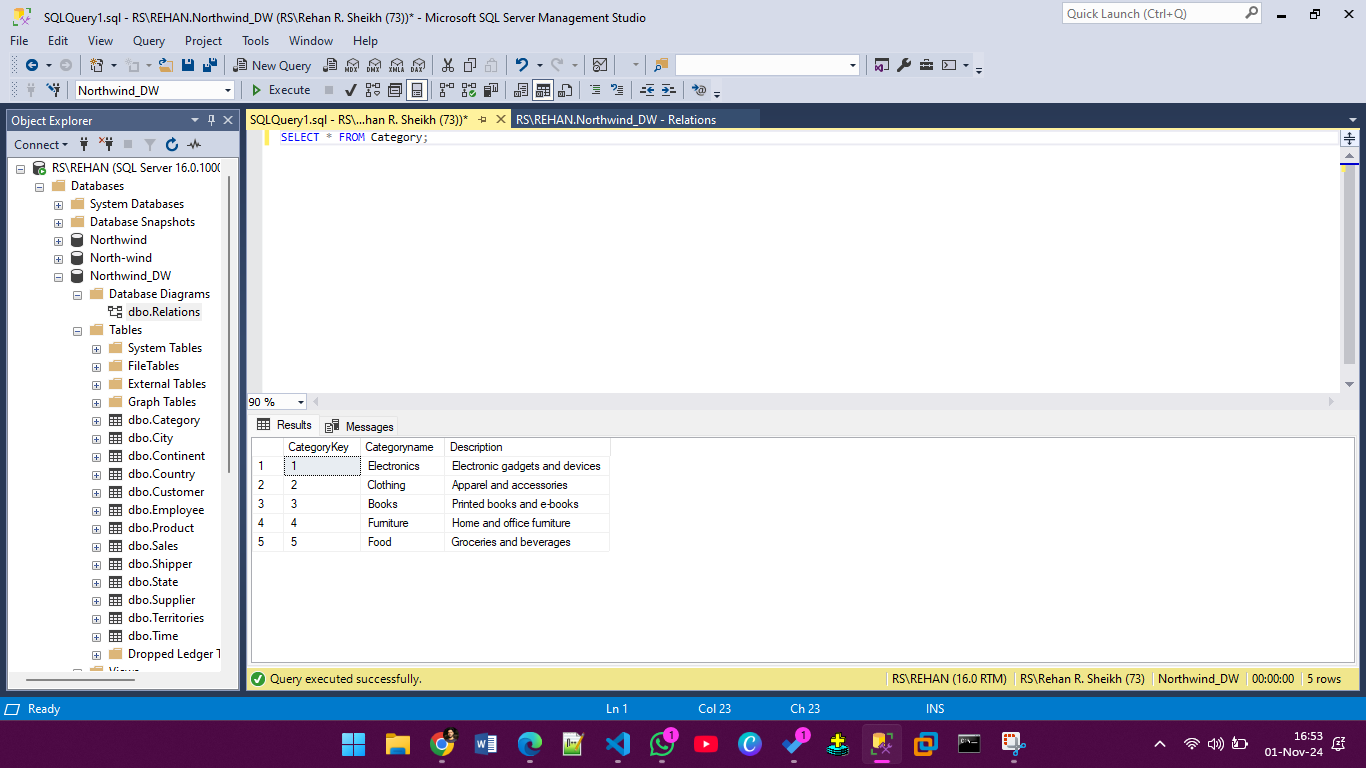 SQLQuery1.sql - RS\REHAN.Northwind_DW (RS\Rehan R. Sheikh (73))* - Microsoft SQL Server Management Studio
Quick Launch (Ctrl+Q)
File Edit View Query Project Tools Window Help
New Query MDX DMX XMLA DAX
Northwind_DW Execute
Object Explorer
SQLQuery1.sql - RS\...han R. Sheikh (73))* RS\REHAN.Northwind_DW - Relations
Connect
SELECT * FROM Category;
RS\REHAN (SQL Server 16.0.1000
Databases
System Databases
Database Snapshots
Northwind
North-wind
Northwind_DW
Database Diagrams
dbo.Relations
Tables
System Tables
FileTables
External Tables
Graph Tables
dbo.Category
dbo.City
dbo.Continent
dbo.Country
dbo.Customer
dbo.Employee
dbo.Product
dbo.Sales
dbo.Shipper
dbo.State
dbo.Supplier
dbo.Territories
dbo.Time
Dropped Ledger T
Views
90 %
Results Messages
CategoryKey Categoryname Description
1 1 Electronics Electronic gadgets and devices
2 2 Clothing Apparel and accessories
3 3 Books Printed books and e-books
4 4 Furniture Home and office furniture
5 5 Food Groceries and beverages
Query executed successfully. RS\REHAN (16.0 RTM) RS\Rehan R. Sheikh (73) Northwind_DW 00:00:00 5 rows
Ready Ln 1 Col 23 Ch 23 INS
1 1
16:53
01-Nov-24